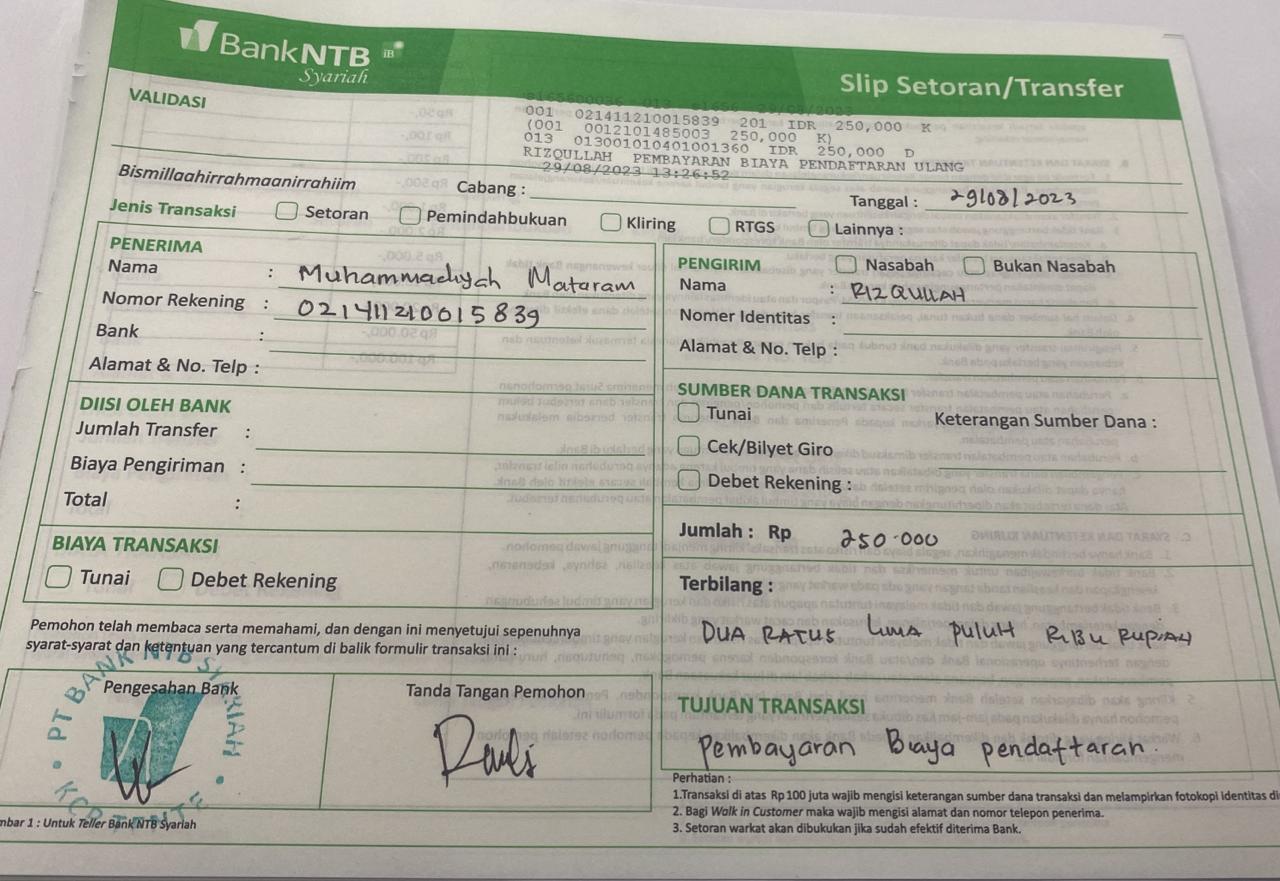 BankNTB iB
Syariah
Slip Setoran/Transfer
VALIDASI
001 021411210015839 201 IDR 250,000 K
(001 0012101485003 250,000 K)
013 013001010401001360 IDR 250,000 D
RIZQULLAH PEMBAYARAN BIAYA PENDAFTARAN ULANG
29/08/2023 13:26:52
Bismillaahirrahmaanirrahiim
Cabang :
Tanggal : 29/08/2023
Jenis Transaksi Setoran Pemindahbukuan Kliring RTGS Lainnya :
PENERIMA
Nama : Muhammadiyah Mataram
Nomor Rekening : 021411210015839
Bank :
Alamat & No. Telp :
DIISI OLEH BANK
Jumlah Transfer :
Biaya Pengiriman :
Total :
BIAYA TRANSAKSI
Tunai Debet Rekening
PENGIRIM Nasabah Bukan Nasabah
Nama : RIZQULLAH
Nomer Identitas :
Alamat & No. Telp :
SUMBER DANA TRANSAKSI
Tunai Keterangan Sumber Dana :
Cek/Bilyet Giro
Debet Rekening :
Jumlah : Rp 250.000
Terbilang :
DUA RATUS LIMA PULUH RIBU RUPIAH
Pemohon telah membaca serta memahami, dan dengan ini menyetujui sepenuhnya
syarat-syarat dan ketentuan yang tercantum di balik formulir transaksi ini :
Pengesahan Bank
PT BANK NTB SYARIAH
KCP
Tanda Tangan Pemohon
TUJUAN TRANSAKSI
Pembayaran Biaya pendaftaran.
Perhatian :
1.Transaksi di atas Rp 100 juta wajib mengisi keterangan sumber dana transaksi dan melampirkan fotokopi identitas
2. Bagi Walk in Customer maka wajib mengisi alamat dan nomor telepon penerima.
3. Setoran warkat akan dibukukan jika sudah efektif diterima Bank.
mbar 1 : Untuk Teller Bank NTB Syariah